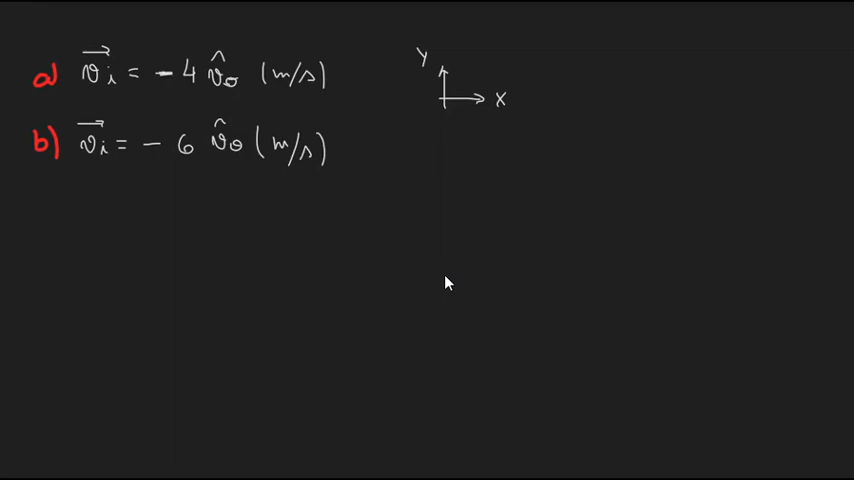 a) v⃗i = - 4 v̂o (m/s)
Y
X
b) v⃗i = - 6 v̂o (m/s)